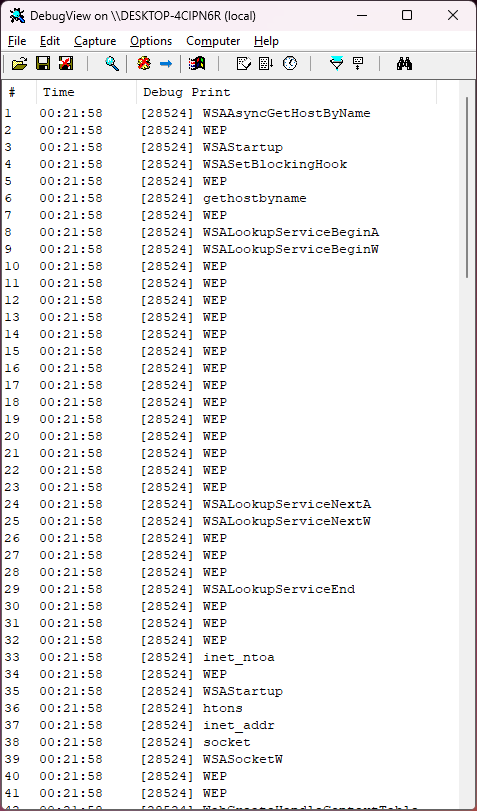 DebugView on \\DESKTOP-4CIPN6R (local)
File Edit Capture Options Computer Help
# Time Debug Print
1 00:21:58 [28524] WSAAsyncGetHostByName
2 00:21:58 [28524] WEP
3 00:21:58 [28524] WSAStartup
4 00:21:58 [28524] WSASetBlockingHook
5 00:21:58 [28524] WEP
6 00:21:58 [28524] gethostbyname
7 00:21:58 [28524] WEP
8 00:21:58 [28524] WSALookupServiceBeginA
9 00:21:58 [28524] WSALookupServiceBeginW
10 00:21:58 [28524] WEP
11 00:21:58 [28524] WEP
12 00:21:58 [28524] WEP
13 00:21:58 [28524] WEP
14 00:21:58 [28524] WEP
15 00:21:58 [28524] WEP
16 00:21:58 [28524] WEP
17 00:21:58 [28524] WEP
18 00:21:58 [28524] WEP
19 00:21:58 [28524] WEP
20 00:21:58 [28524] WEP
21 00:21:58 [28524] WEP
22 00:21:58 [28524] WEP
23 00:21:58 [28524] WEP
24 00:21:58 [28524] WSALookupServiceNextA
25 00:21:58 [28524] WSALookupServiceNextW
26 00:21:58 [28524] WEP
27 00:21:58 [28524] WEP
28 00:21:58 [28524] WEP
29 00:21:58 [28524] WSALookupServiceEnd
30 00:21:58 [28524] WEP
31 00:21:58 [28524] WEP
32 00:21:58 [28524] WEP
33 00:21:58 [28524] inet_ntoa
34 00:21:58 [28524] WEP
35 00:21:58 [28524] WSAStartup
36 00:21:58 [28524] htons
37 00:21:58 [28524] inet_addr
38 00:21:58 [28524] socket
39 00:21:58 [28524] WSASocketW
40 00:21:58 [28524] WEP
41 00:21:58 [28524] WEP
42 00:21:58 [28524] WahCreateHandleContextTable